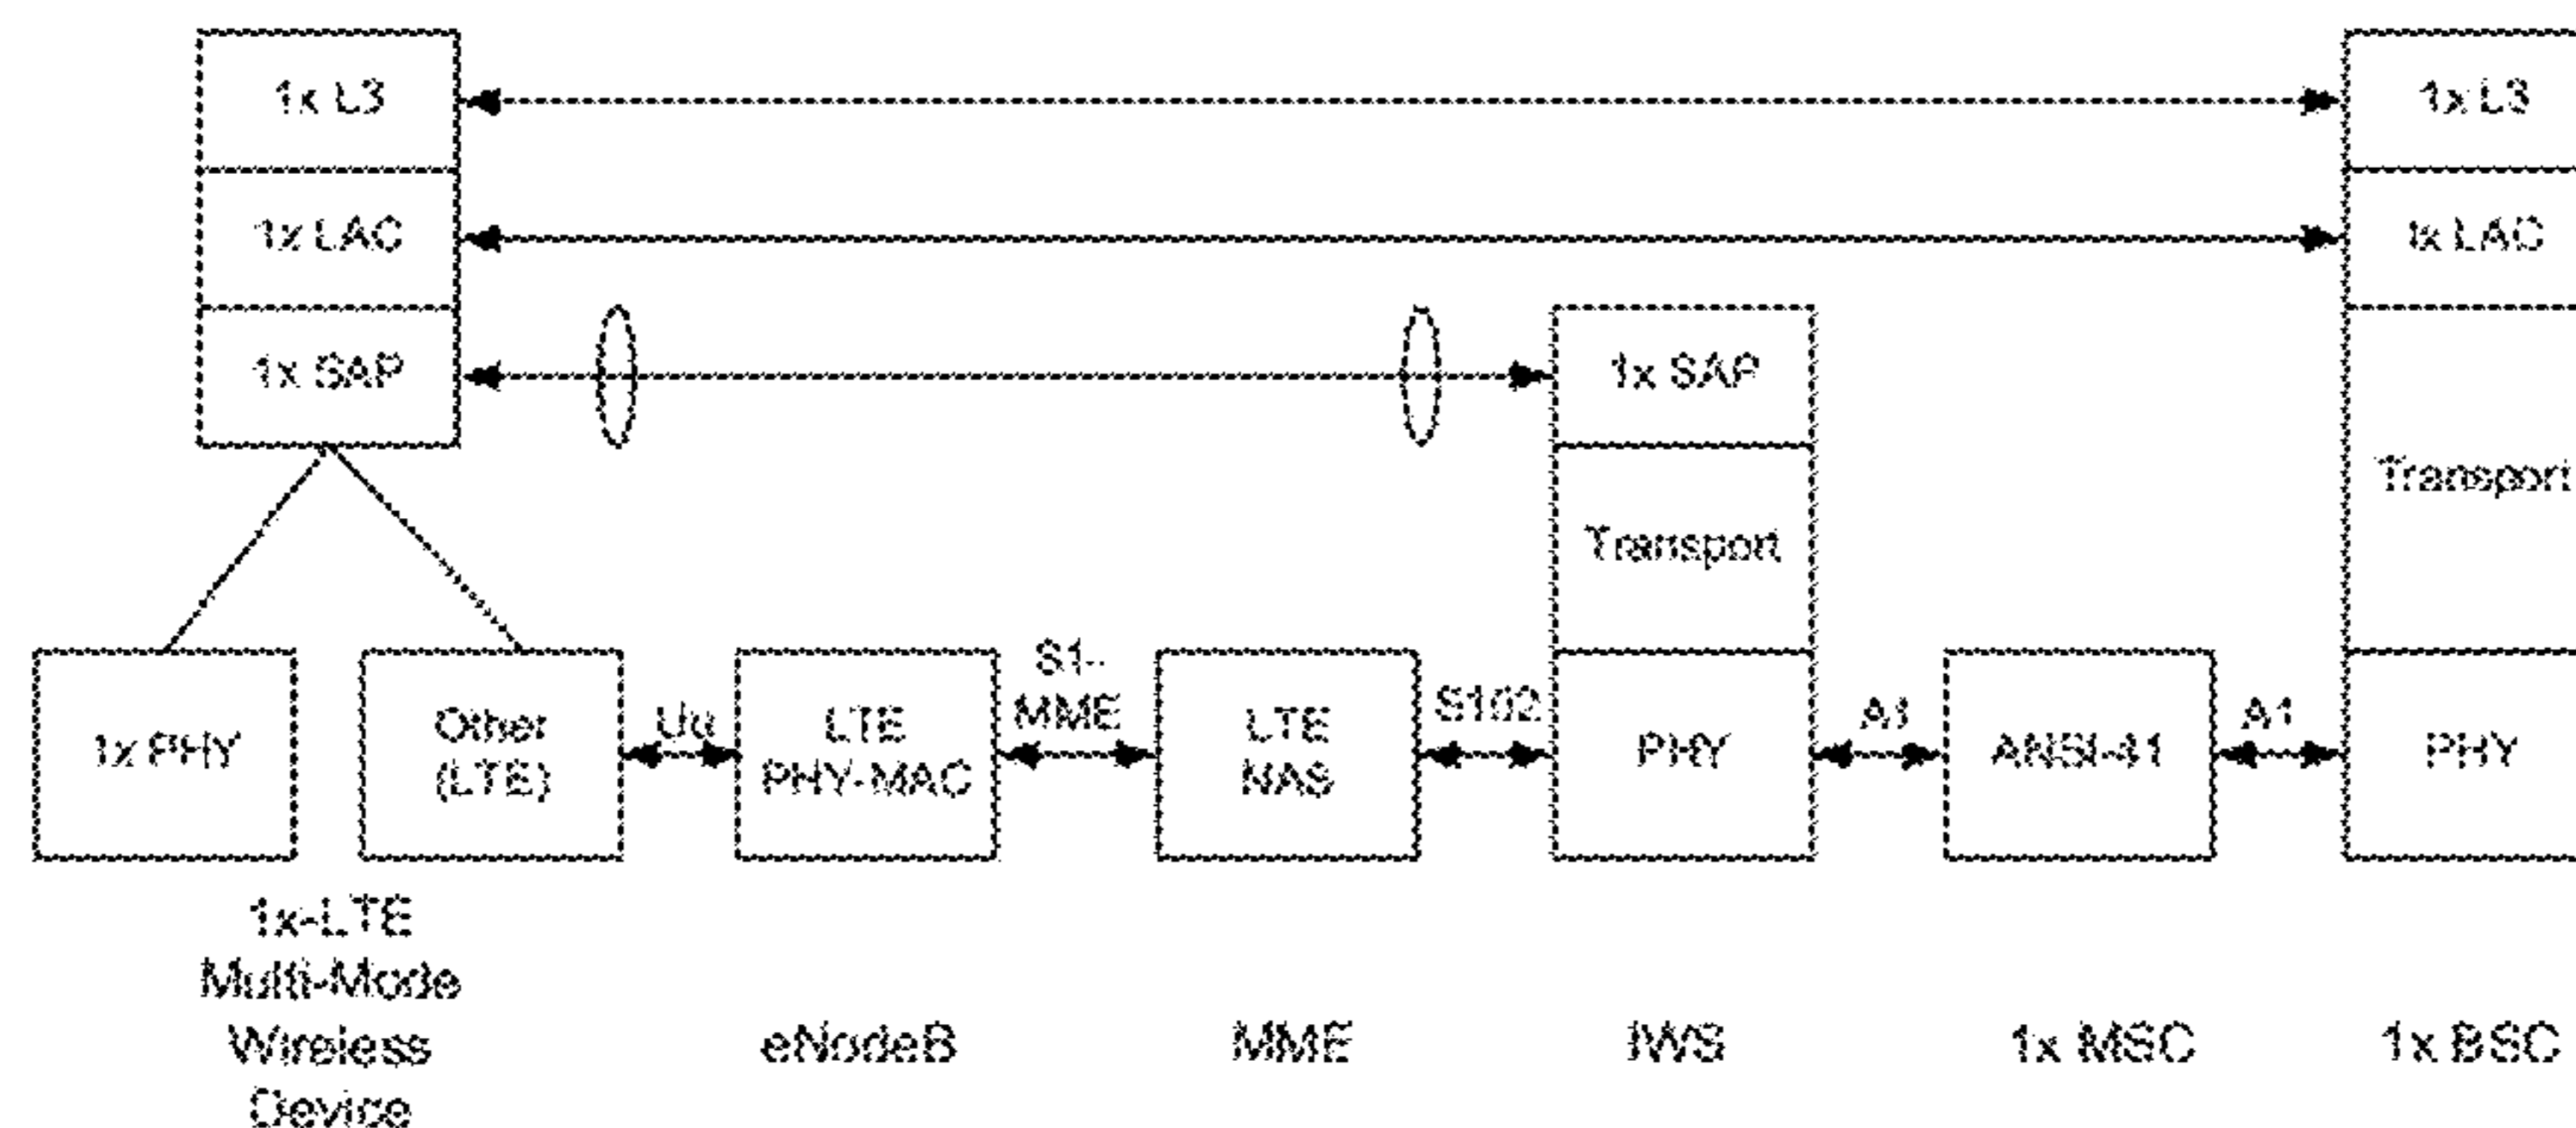 1x L3
1x L3
1x LAC
1x LAC
1x SAP
1x SAP
Transport
Transport
1x PHY
Other
(LTE)
Uu
LTE
PHY-MAC
S1-
MME
LTE
NAS
S102
PHY
A1
ANSI-41
A1
PHY
1x-LTE
Multi-Mode
Wireless
Device
eNodeB
MME
IWS
1x MSC
1x BSC